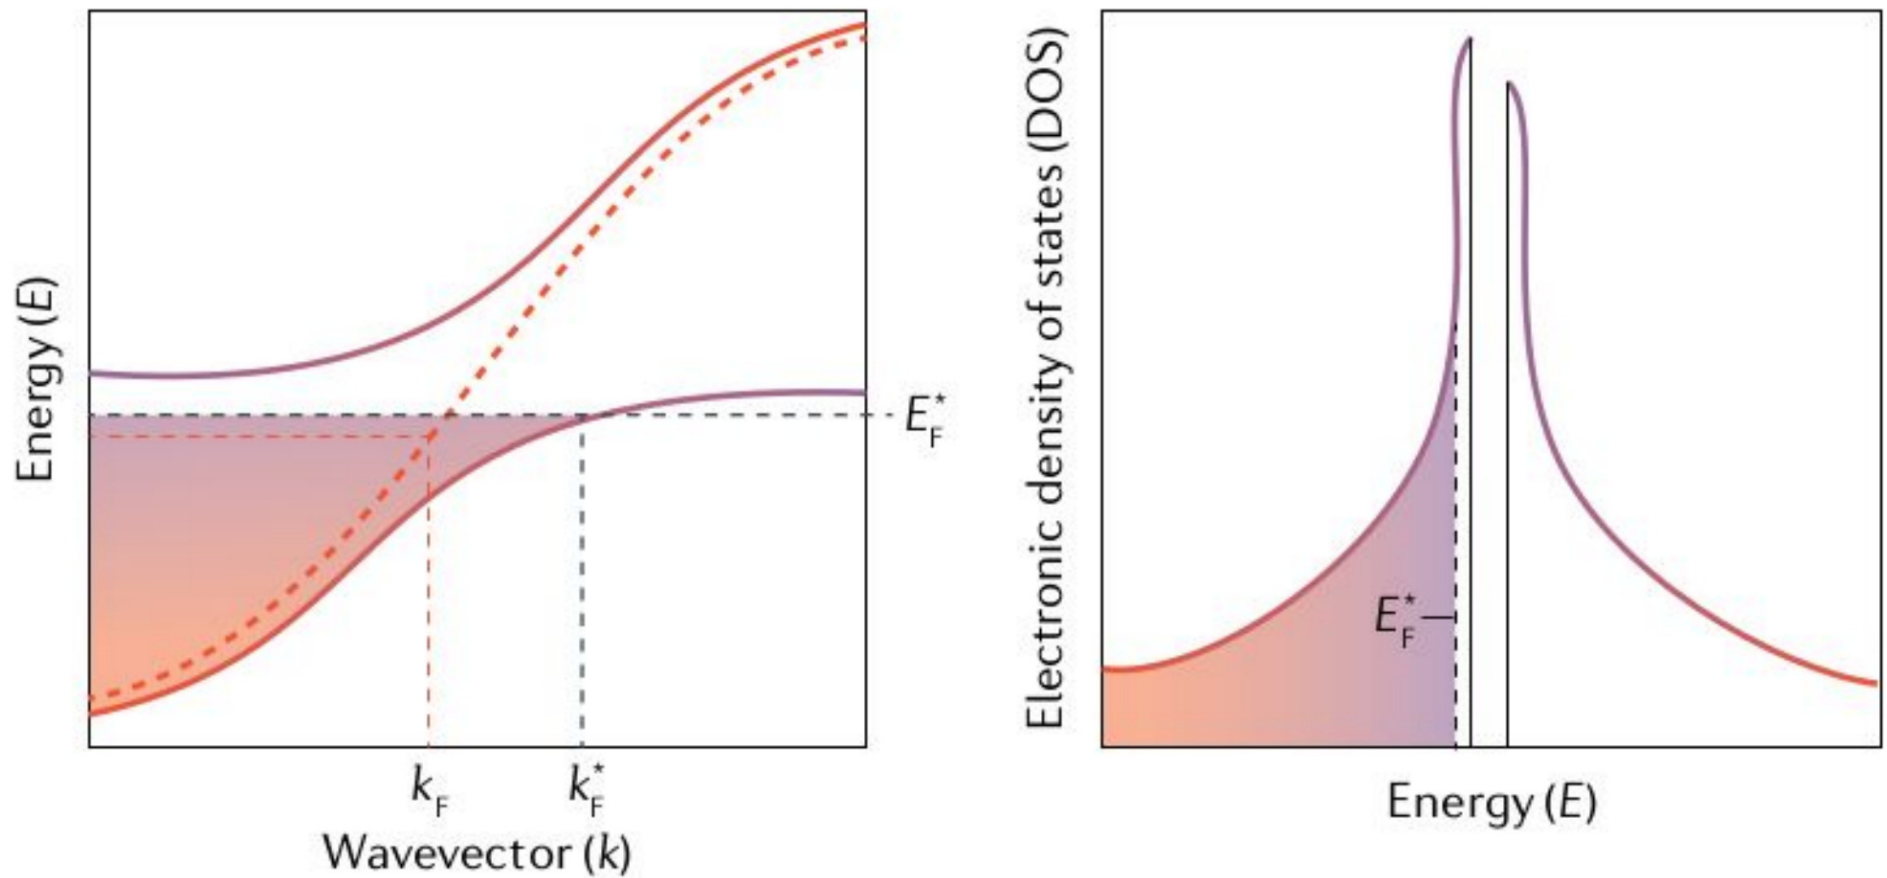 Energy (E)
E*F
kF
k*F
Wavevector (k)
Electronic density of states (DOS)
E*F
Energy (E)